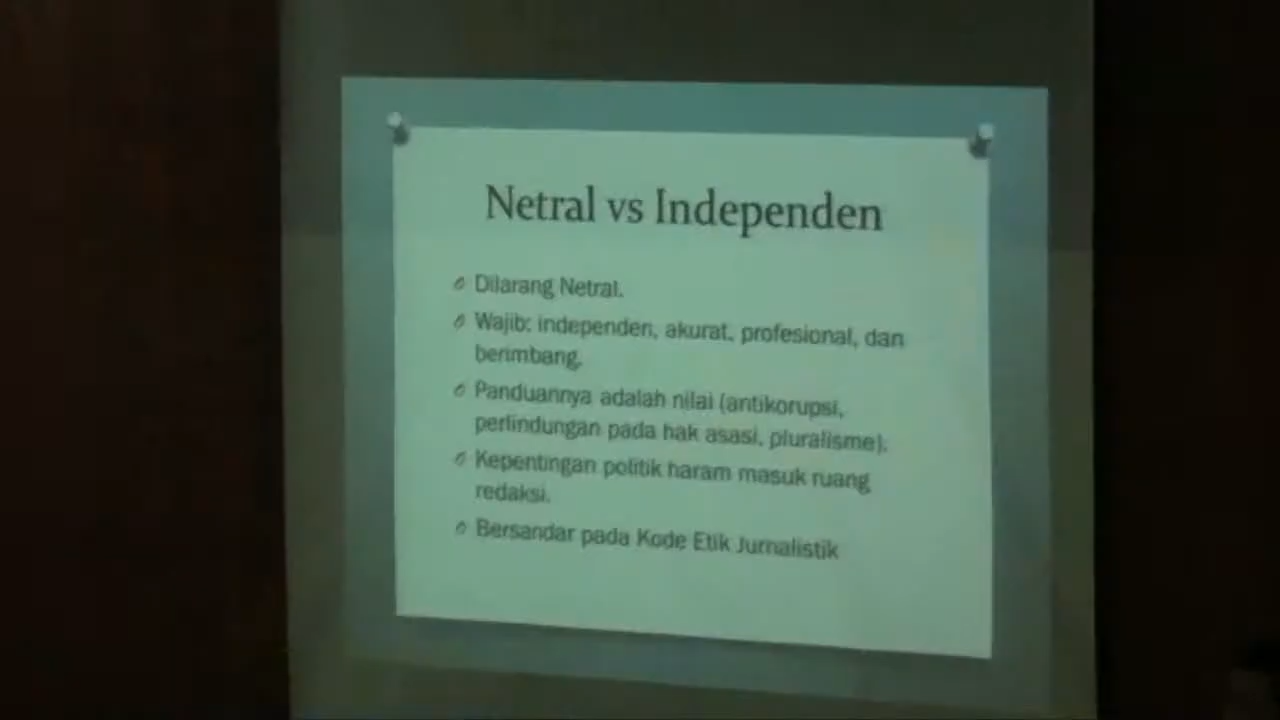 Netral vs Independen
Dilarang Netral.
Wajib: independen, akurat, profesional, dan
berimbang.
Panduannya adalah nilai (antikorupsi,
perlindungan pada hak asasi, pluralisme).
Kepentingan politik haram masuk ruang
redaksi.
Bersandar pada Kode Etik Jurnalistik